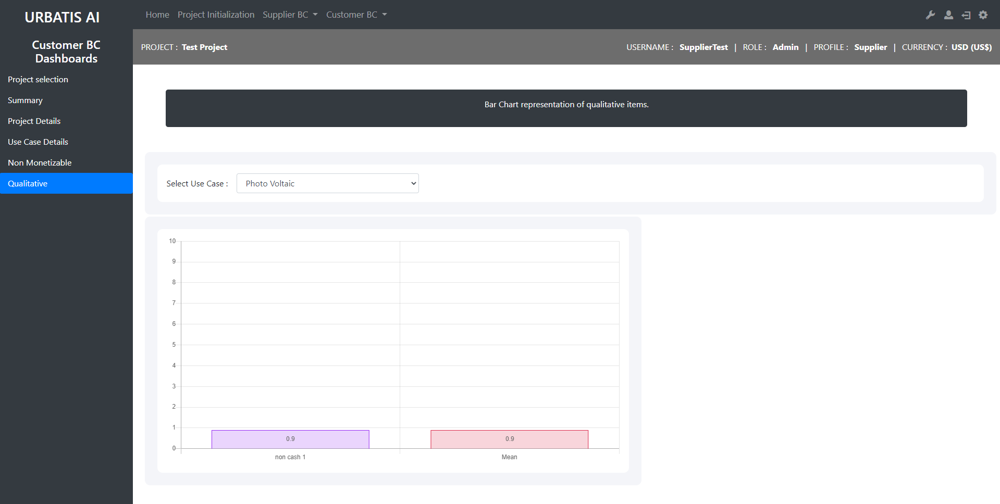 URBATIS AI
Home Project Initialization Supplier BC Customer BC
Customer BC
Dashboards
Project selection
Summary
Project Details
Use Case Details
Non Monetizable
Qualitative
PROJECT : Test Project
USERNAME : SupplierTest | ROLE : Admin | PROFILE : Supplier | CURRENCY : USD (US$)
Bar Chart representation of qualitative items.
Select Use Case : Photo Voltaic
10
9
8
7
6
5
4
3
2
1
0
0.9 0.9
non cash 1 Mean